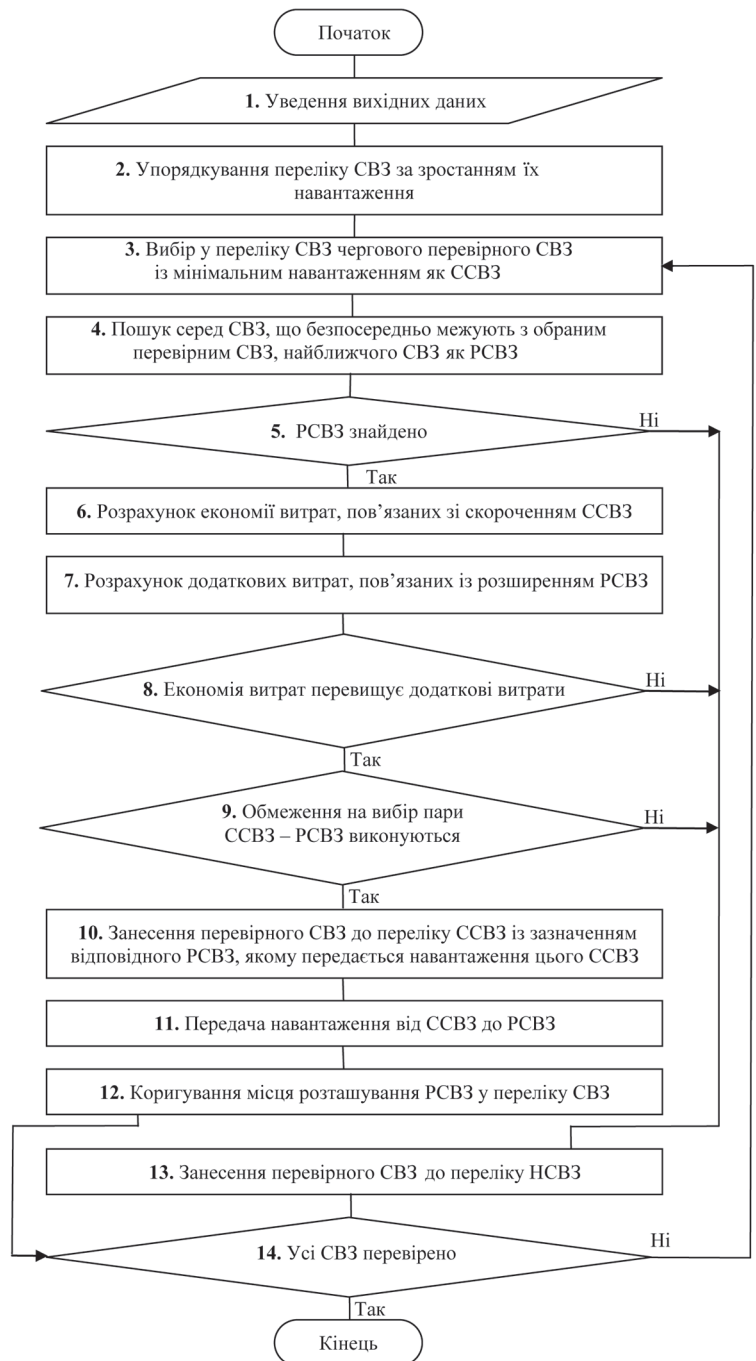 Початок
1. Уведення вихідних даних
2. Упорядкування переліку СВЗ за зростанням їх
навантаження
3. Вибір у переліку СВЗ чергового перевірного СВЗ
із мінімальним навантаженням як ССВЗ
4. Пошук серед СВЗ, що безпосередньо межують з обраним
перевірним СВЗ, найближчого СВЗ як РСВЗ
Ні
5. РСВЗ знайдено
Так
6. Розрахунок економії витрат, пов’язаних зі скороченням ССВЗ
7. Розрахунок додаткових витрат, пов’язаних із розширенням РСВЗ
Ні
8. Економія витрат перевищує додаткові витрати
Так
9. Обмеження на вибір пари
Ні
ССВЗ – РСВЗ виконуються
Так
10. Занесення перевірного СВЗ до переліку ССВЗ із зазначенням
відповідного РСВЗ, якому передається навантаження цього ССВЗ
11. Передача навантаження від ССВЗ до РСВЗ
12. Коригування місця розташування РСВЗ у переліку СВЗ
13. Занесення перевірного СВЗ до переліку НСВЗ
Ні
14. Усі СВЗ перевірено
Так
Кінець